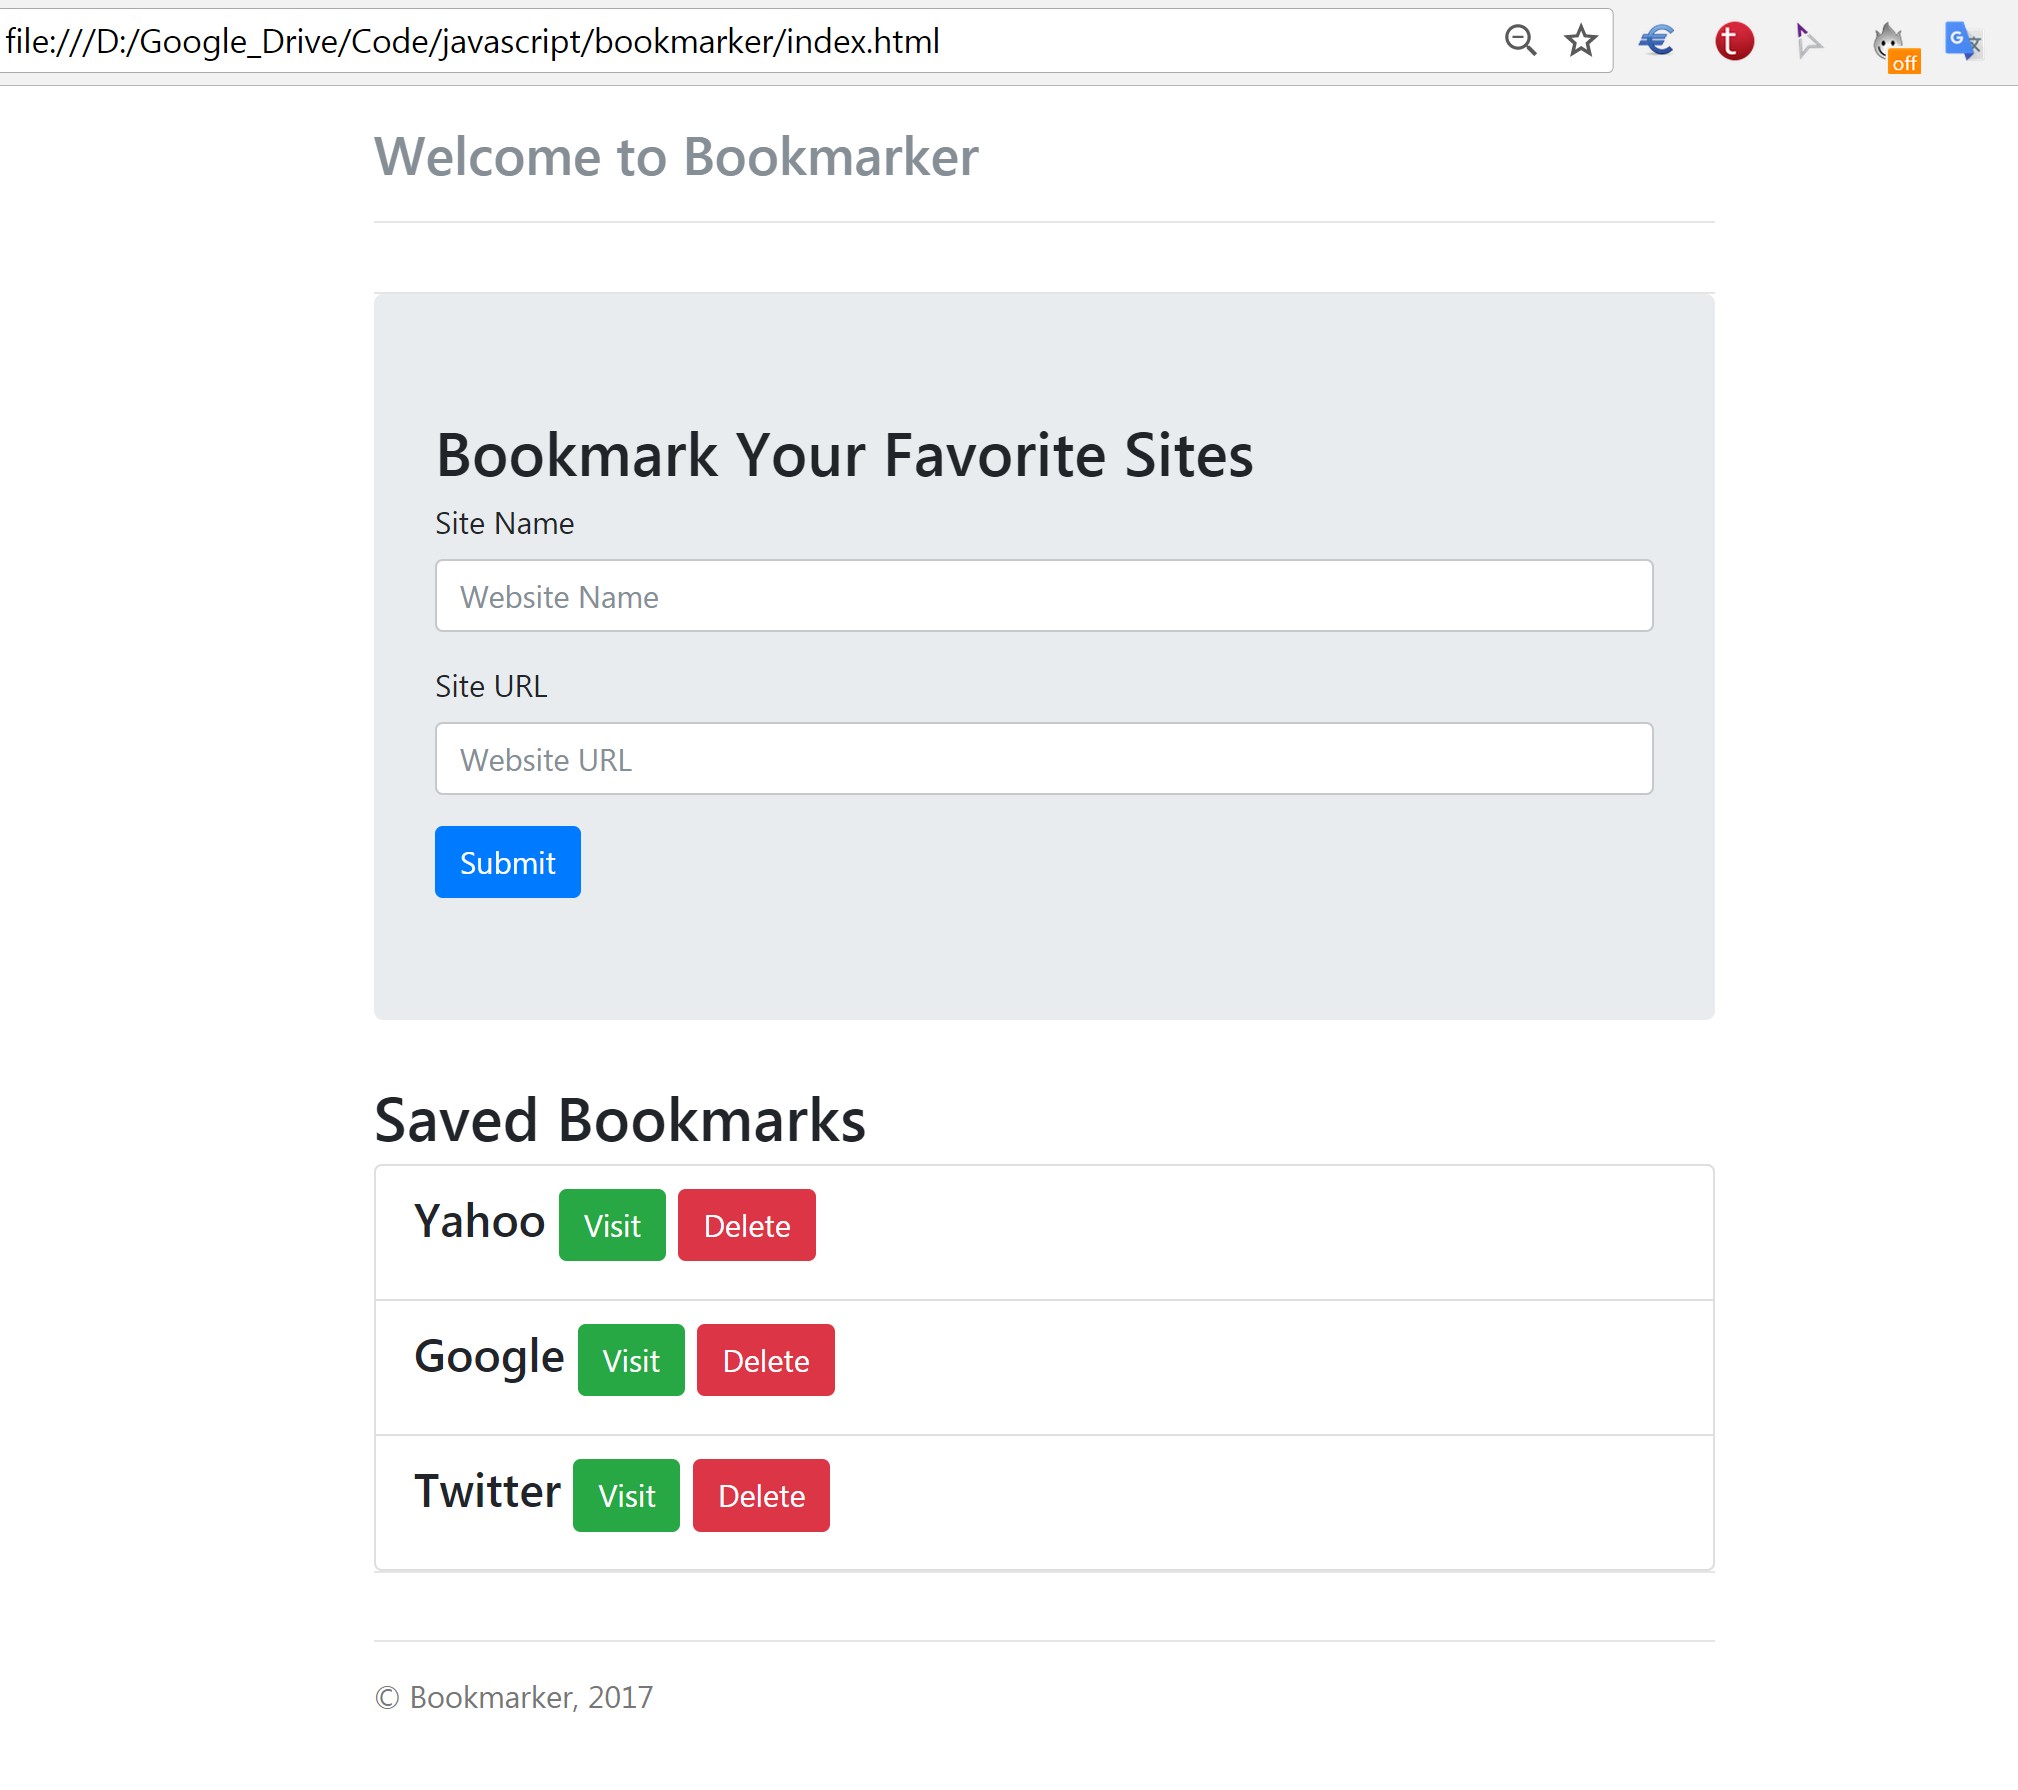 file:///D:/Google_Drive/Code/javascript/bookmarker/index.html
t
off
G
Welcome to Bookmarker
Bookmark Your Favorite Sites
Site Name
Website Name
Site URL
Website URL
Submit
Saved Bookmarks
Yahoo Visit Delete
Google Visit Delete
Twitter Visit Delete
© Bookmarker, 2017